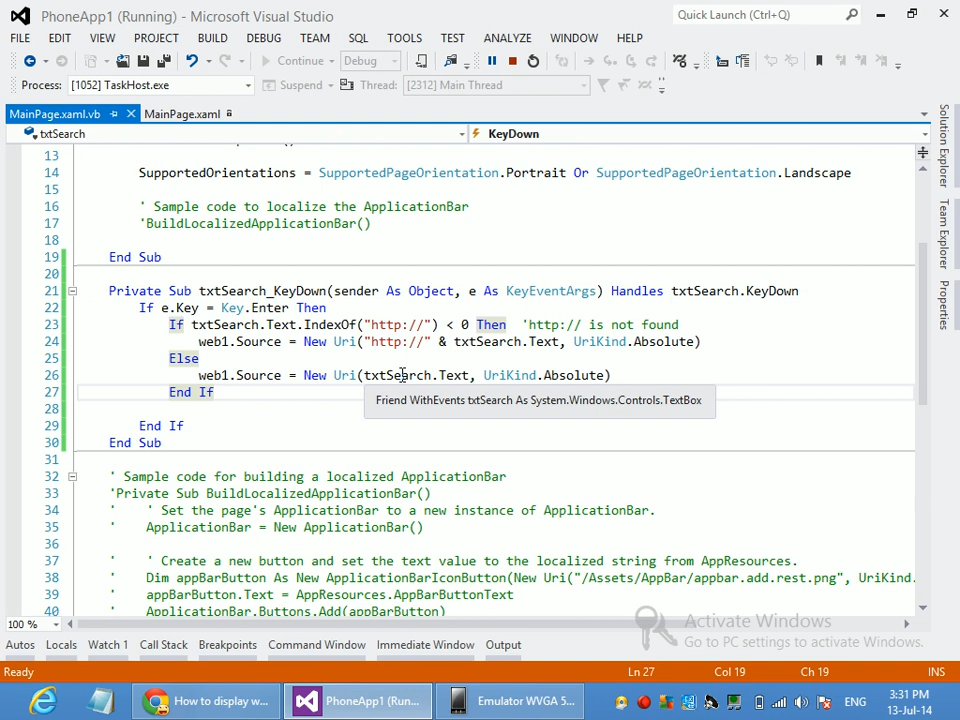 PhoneApp1 (Running) - Microsoft Visual Studio
Quick Launch (Ctrl+Q)
FILE EDIT VIEW PROJECT BUILD DEBUG TEAM SQL TOOLS TEST ANALYZE WINDOW HELP
Continue Debug
Process: [1052] TaskHost.exe Suspend Thread: [2312] Main Thread
MainPage.xaml.vb MainPage.xaml
txtSearch KeyDown
13
14 SupportedOrientations = SupportedPageOrientation.Portrait Or SupportedPageOrientation.Landscape
15
16 ' Sample code to localize the ApplicationBar
17 'BuildLocalizedApplicationBar()
18
19 End Sub
20
21 Private Sub txtSearch_KeyDown(sender As Object, e As KeyEventArgs) Handles txtSearch.KeyDown
22 If e.Key = Key.Enter Then
23 If txtSearch.Text.IndexOf("http://") < 0 Then 'http:// is not found
24 web1.Source = New Uri("http://" & txtSearch.Text, UriKind.Absolute)
25 Else
26 web1.Source = New Uri(txtSearch.Text, UriKind.Absolute)
27 End If
Friend WithEvents txtSearch As System.Windows.Controls.TextBox
28
29 End If
30 End Sub
31
32 ' Sample code for building a localized ApplicationBar
33 'Private Sub BuildLocalizedApplicationBar()
34 ' ' Set the page's ApplicationBar to a new instance of ApplicationBar.
35 ' ApplicationBar = New ApplicationBar()
36
37 ' ' Create a new button and set the text value to the localized string from AppResources.
38 ' Dim appBarButton As New ApplicationBarIconButton(New Uri("/Assets/AppBar/appbar.add.rest.png", UriKind.
39 ' appBarButton.Text = AppResources.AppBarButtonText
40 ' ApplicationBar.Buttons.Add(appBarButton)
Solution Explorer
Team Explorer
Properties
100 %
Activate Windows
Go to PC settings to activate Windows.
Autos Locals Watch 1 Call Stack Breakpoints Command Window Immediate Window Output
Ready Ln 27 Col 19 Ch 19 INS
How to display w... PhoneApp1 (Run... Emulator WVGA 5... ENG 3:31 PM
13-Jul-14